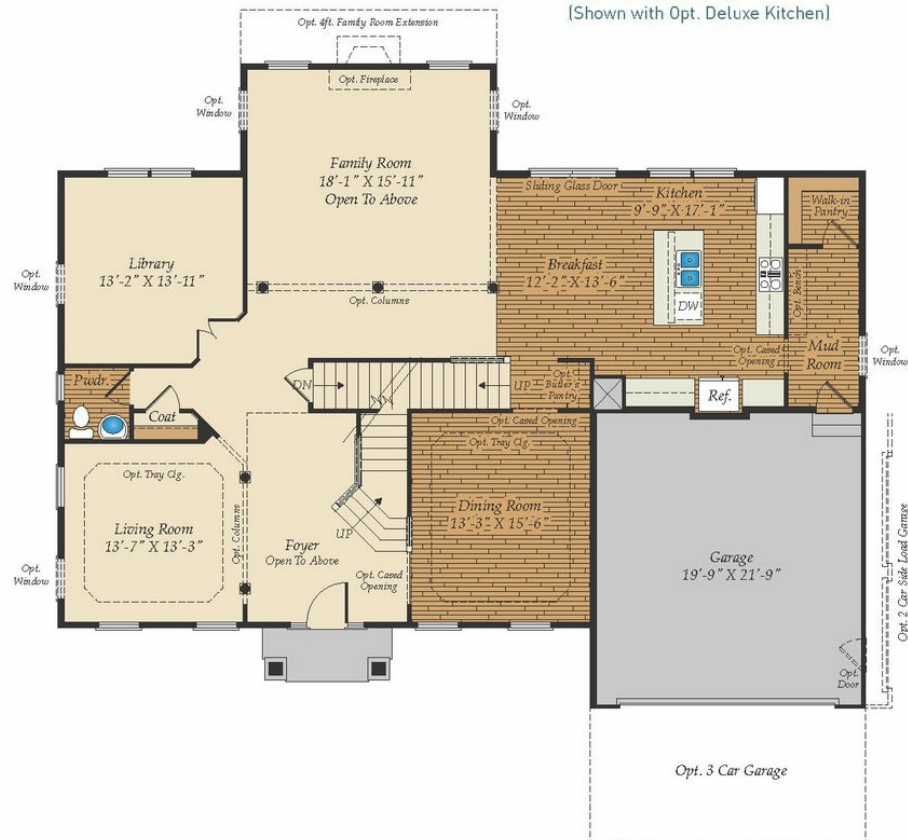 (Shown with Opt. Deluxe Kitchen)
Opt. 4ft. Family Room Extension
Opt. Fireplace
Opt.
Window
Opt.
Window
Family Room
18'-1" X 15'-11"
Open To Above
Sliding Glass Door
Kitchen
9'-9" X 17'-1"
Walk-in
Pantry
Library
13'-2" X 13'-11"
Opt.
Window
Breakfast
12'-2" X 13'-6"
DW
Opt. Bench
Opt. Columns
Opt. Cased
Opening
Mud
Room
Opt.
Window
Pwdr.
Coat
DN
UP
Opt.
Butler's
Pantry
Ref.
Opt. Cased Opening
Opt. Tray Clg.
Opt. Tray Clg.
Living Room
13'-7" X 13'-3"
Opt. Columns
Opt.
Window
UP
Foyer
Open To Above
Opt. Cased
Opening
Dining Room
13'-3" X 15'-6"
Garage
19'-9" X 21'-9"
Opt. 2 Car Side Load Garage
Opt.
Door
Opt. 3 Car Garage